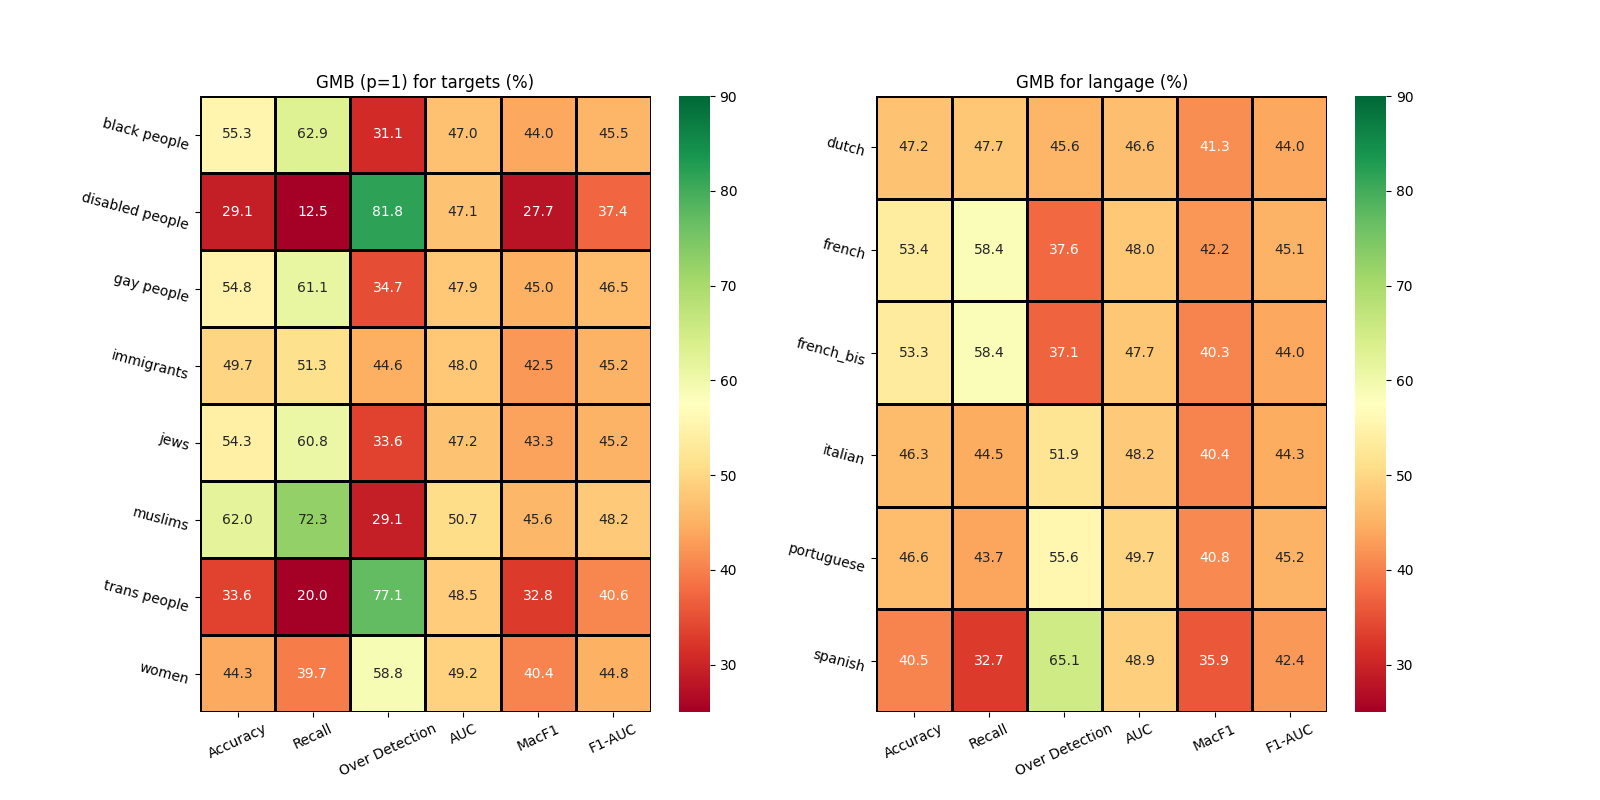 GMB (p=1) for targets (%)
black people 55.3 62.9 31.1 47.0 44.0 45.5
disabled people 29.1 12.5 81.8 47.1 27.7 37.4
gay people 54.8 61.1 34.7 47.9 45.0 46.5
immigrants 49.7 51.3 44.6 48.0 42.5 45.2
jews 54.3 60.8 33.6 47.2 43.3 45.2
muslims 62.0 72.3 29.1 50.7 45.6 48.2
trans people 33.6 20.0 77.1 48.5 32.8 40.6
women 44.3 39.7 58.8 49.2 40.4 44.8
Accuracy Recall Over Detection AUC MacF1 F1-AUC
90
80
70
60
50
40
30
GMB for langage (%)
dutch 47.2 47.7 45.6 46.6 41.3 44.0
french 53.4 58.4 37.6 48.0 42.2 45.1
french_bis 53.3 58.4 37.1 47.7 40.3 44.0
italian 46.3 44.5 51.9 48.2 40.4 44.3
portuguese 46.6 43.7 55.6 49.7 40.8 45.2
spanish 40.5 32.7 65.1 48.9 35.9 42.4
Accuracy Recall Over Detection AUC MacF1 F1-AUC
90
80
70
60
50
40
30